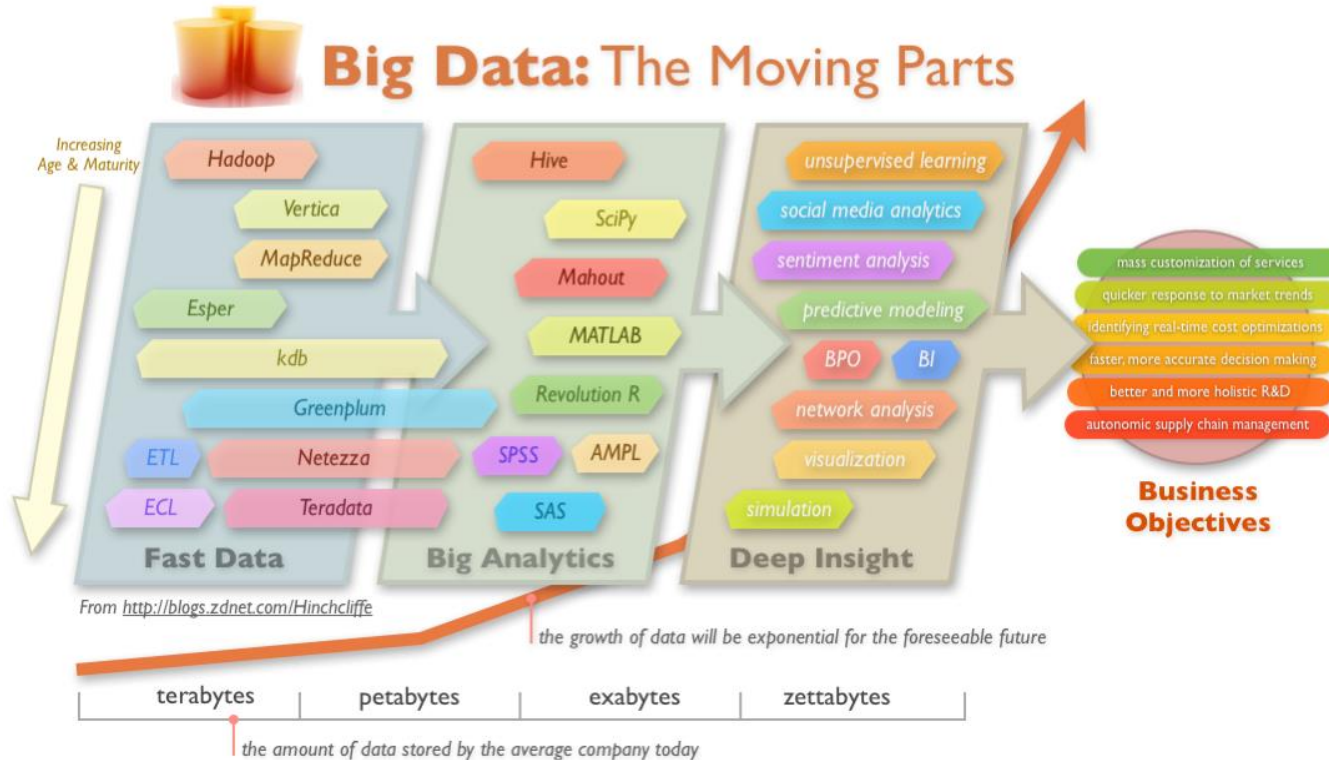 Big Data: The Moving Parts
Increasing
Age & Maturity
Hadoop
Vertica
MapReduce
Esper
kdb
Greenplum
ETL
Netezza
ECL
Teradata
Fast Data
Hive
SciPy
Mahout
MATLAB
Revolution R
SPSS
AMPL
SAS
Big Analytics
unsupervised learning
social media analytics
sentiment analysis
predictive modeling
BPO
BI
network analysis
visualization
simulation
Deep Insight
mass customization of services
quicker response to market trends
identifying real-time cost optimizations
faster, more accurate decision making
better and more holistic R&D
autonomic supply chain management
Business
Objectives
From http://blogs.zdnet.com/Hinchcliffe
the growth of data will be exponential for the foreseeable future
terabytes
petabytes
exabytes
zettabytes
the amount of data stored by the average company today